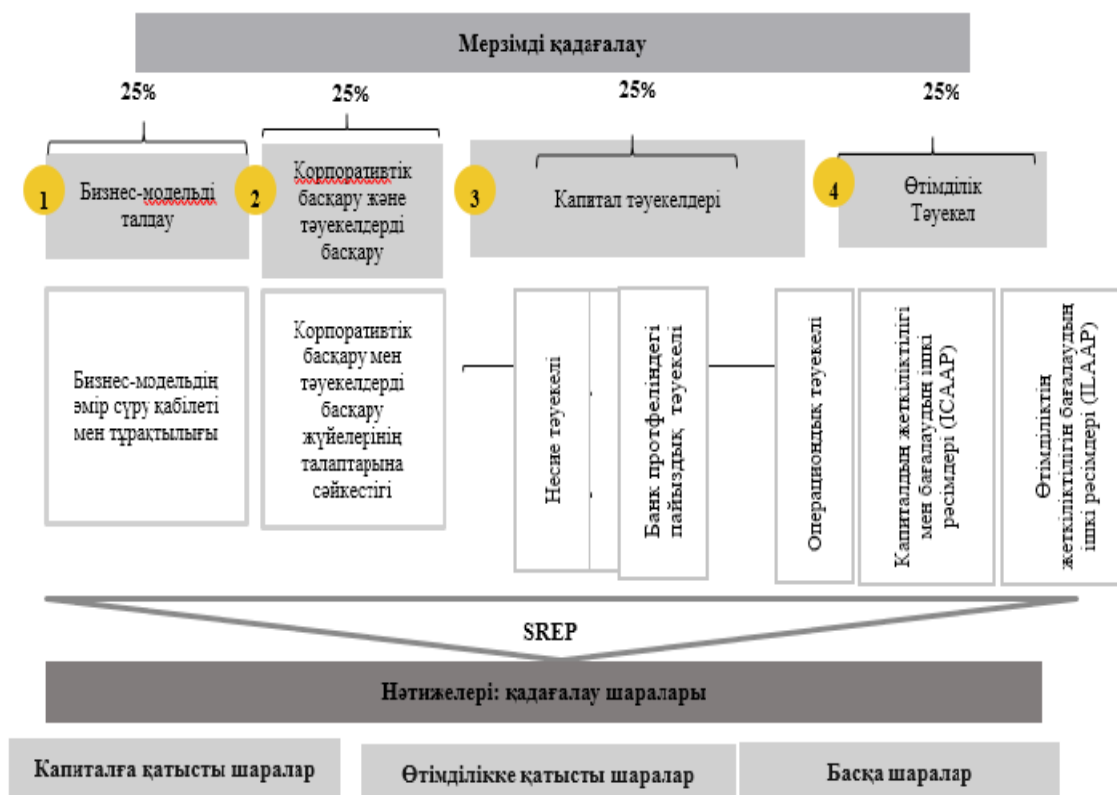 Мерзімді қадағалау
25%
25%
25%
25%
1
Бизнес-модельді
талдау
2
Корпоративтік
басқару және
тәуекелдерді
басқару
3
Капитал тәуекелдері
4
Өтімділік
Тәуекел
Бизнес-модельдің
өмір сүру қабілеті
мен тұрақтылығы
Корпоративтік
басқару мен
тәуекелдерді
басқару
жүйелерінің
талаптарына
сәйкестігі
Несие тәуекелі
Банк протфеліндегі
пайыздық тәуекелі
Операциондық тәуекелі
Капиталдың жеткіліктілігі
мен бағалаудың ішкі
рәсімдері (ICAAP)
Өтімділіктің
жеткіліктілігін бағалаудың
ішкі рәсімдері (ILAAP)
SREP
Нәтижелері: қадағалау шаралары
Капиталға қатысты шаралар
Өтімділікке қатысты шаралар
Басқа шаралар